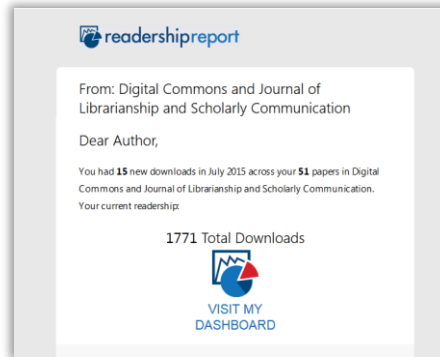 readershipreport
From: Digital Commons and Journal of
Librarianship and Scholarly Communication
Dear Author,
You had 15 new downloads in July 2015 across your 51 papers in Digital
Commons and Journal of Librarianship and Scholarly Communication.
Your current readership:
1771 Total Downloads
VISIT MY
DASHBOARD